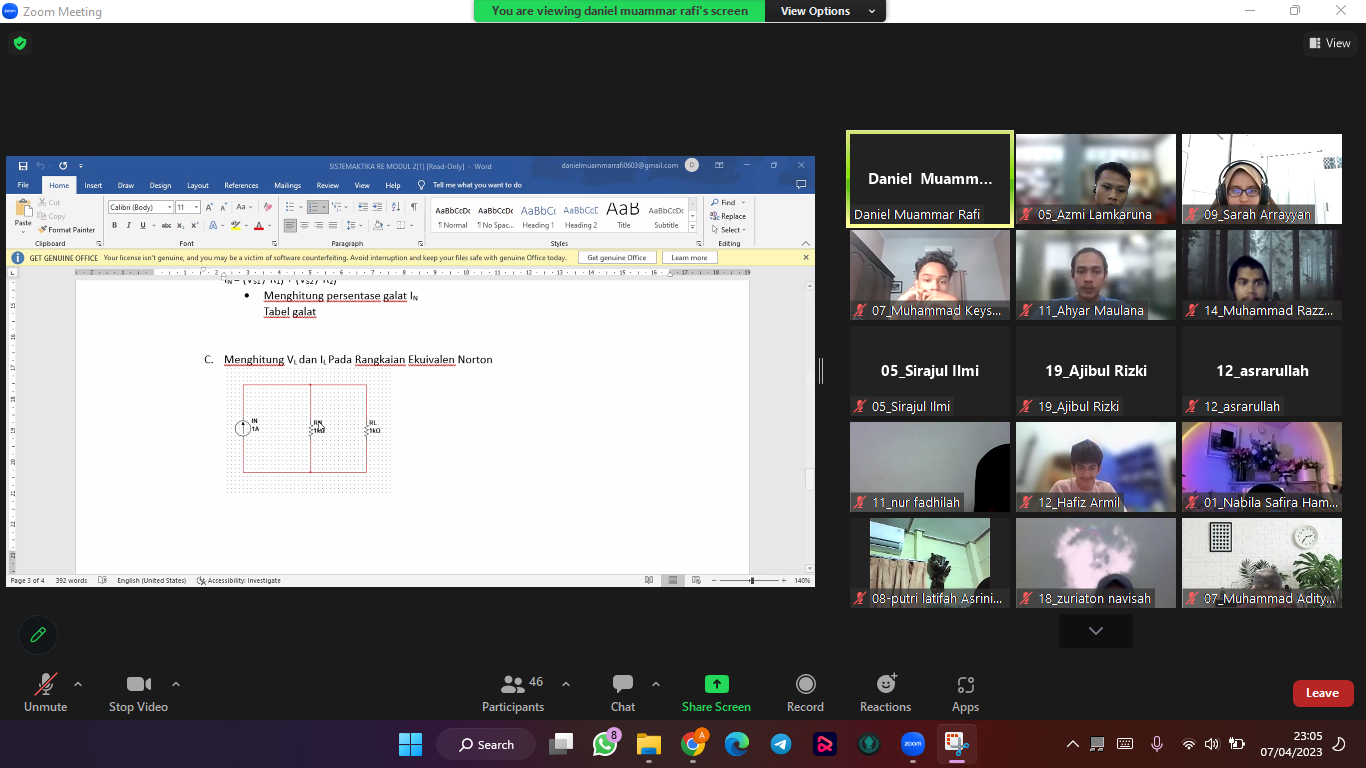 Zoom Meeting
You are viewing daniel muammar rafi's screen
View Options
View
SISTEMAKTIKA RE MODUL 2[1] [Read-Only] - Word
danielmuammarrafi0603@gmail.com
D
File Home Insert Draw Design Layout References Mailings Review View Help Tell me what you want to do
Paste
Cut
Copy
Format Painter
Clipboard
Calibri (Body) 11
Font
Paragraph
AaBbCcDc AaBbCcDc AaBbCc AaBbCcE AaB AaBbCcDc
¶ Normal ¶ No Spac... Heading 1 Heading 2 Title Subtitle
Styles
Find
Replace
Select
Editing
GET GENUINE OFFICE Your license isn't genuine, and you may be a victim of software counterfeiting. Avoid interruption and keep your files safe with genuine Office today. Get genuine Office Learn more
• Menghitung persentase galat IN
Tabel galat
C. Menghitung VL dan IL Pada Rangkaian Ekuivalen Norton
IN
1A
RN
1kΩ
RL
1kΩ
Page 3 of 4 392 words English (United States) Accessibility: Investigate 140%
Daniel Muamm...
Daniel Muammar Rafi
05_Azmi Lamkaruna
09_Sarah Arrayyan
07_Muhammad Keys...
11_Ahyar Maulana
14_Muhammad Razz...
05_Sirajul Ilmi
05_Sirajul Ilmi
19_Ajibul Rizki
19_Ajibul Rizki
12_asrarullah
12_asrarullah
11_nur fadhilah
12_Hafiz Armil
01_Nabila Safira Ham...
08-putri latifah Asrini...
18_zuriaton navisah
07_Muhammad Adity...
Unmute
Stop Video
46
Participants
Chat
Share Screen
Record
Reactions
Apps
Leave
Search
8
A
zoom
23:05
07/04/2023